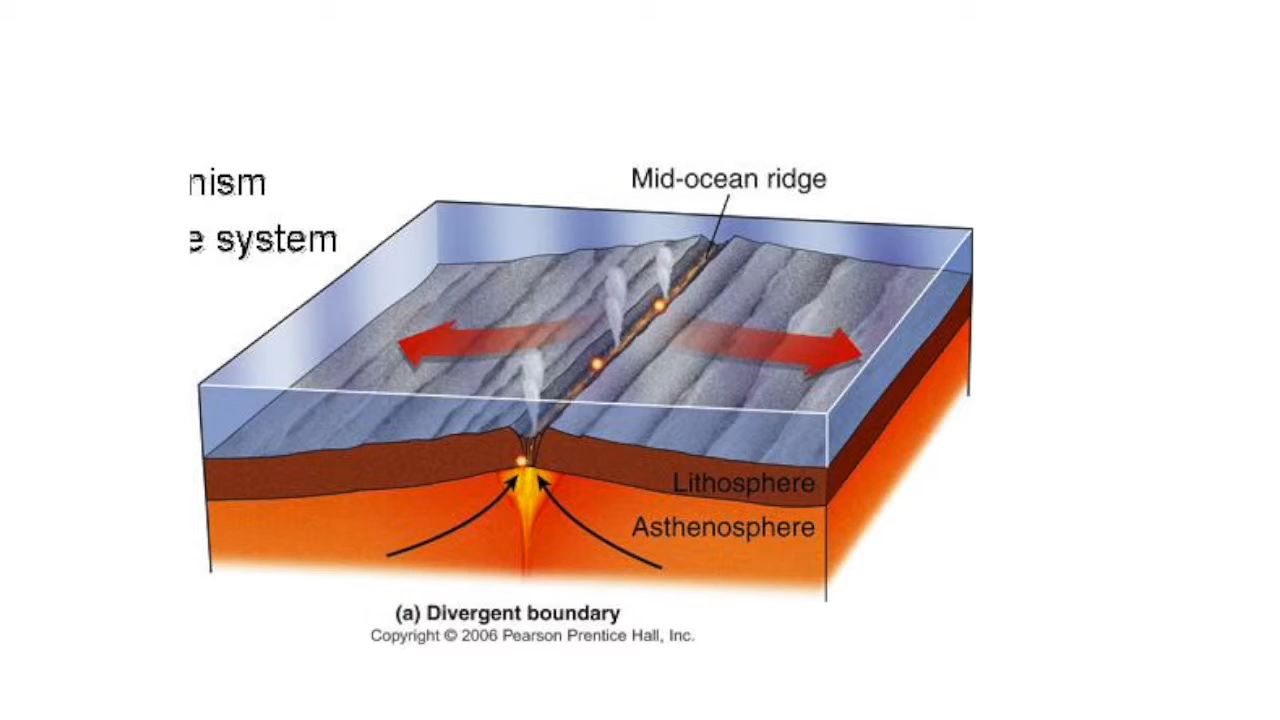 nism
e system
Mid-ocean ridge
Lithosphere
Asthenosphere
(a) Divergent boundary
Copyright © 2006 Pearson Prentice Hall, Inc.